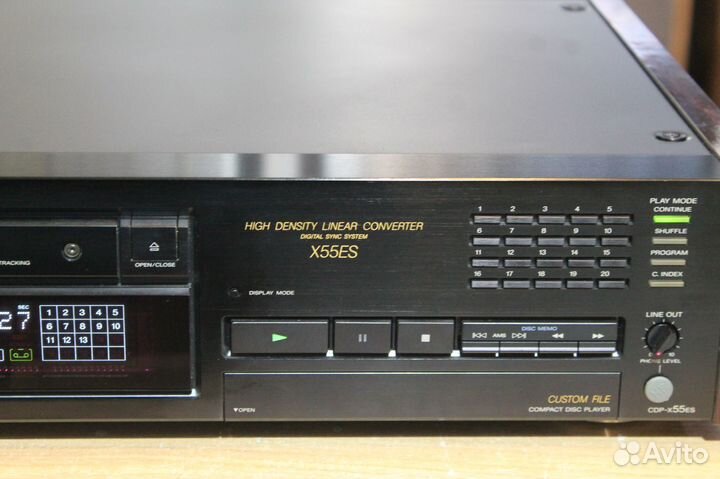 HIGH DENSITY LINEAR CONVERTER
DIGITAL SYNC SYSTEM
X55ES
1 2 3 4 5
6 7 8 9 10
11 12 13 14 15
16 17 18 19 20
PLAY MODE
CONTINUE
SHUFFLE
PROGRAM
C. INDEX
TRACKING
OPEN/CLOSE
DISPLAY MODE
SEC
27
1 2 3 4 5
6 7 8 9 10
11 12 13
DISC MEMO
AMS
LINE OUT
0 10
PHONE LEVEL
▼OPEN
CUSTOM FILE
COMPACT DISC PLAYER
CDP-X55ES
Avito